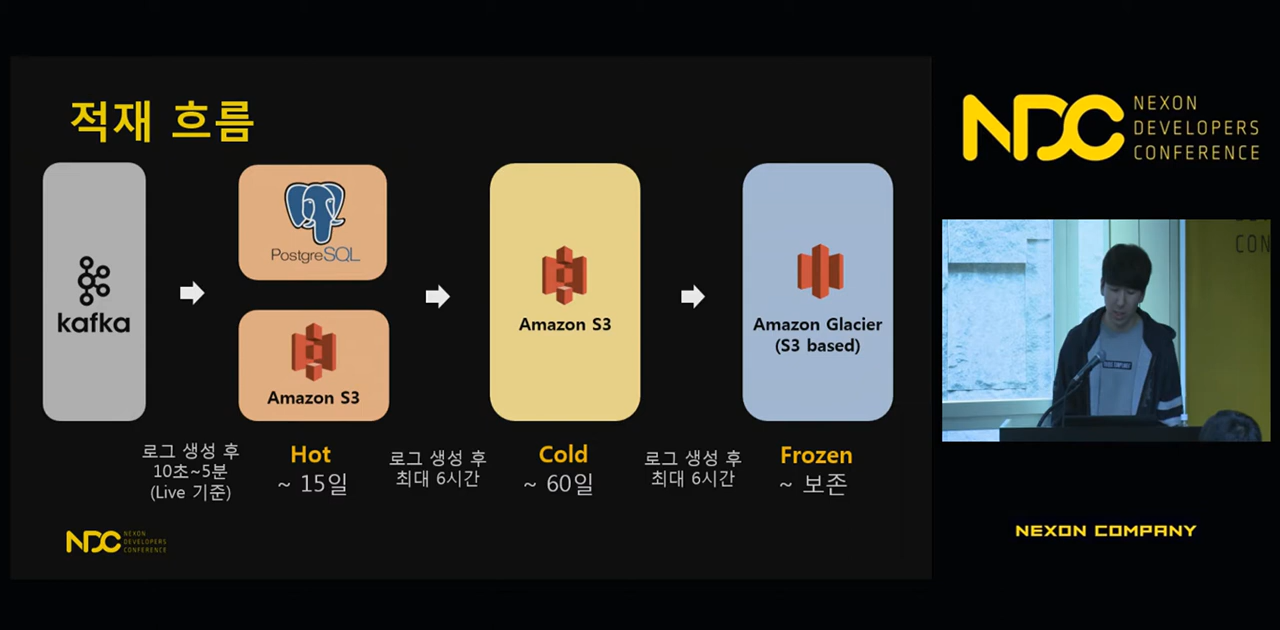 적재 흐름
kafka
PostgreSQL
Amazon S3
Amazon S3
Amazon Glacier
(S3 based)
로그 생성 후
10초~5분
(Live 기준)
Hot
~ 15일
로그 생성 후
최대 6시간
Cold
~ 60일
로그 생성 후
최대 6시간
Frozen
~ 보존
NDC
NEXON
DEVELOPERS
CONFERENCE
NDC
NEXON
DEVELOPERS
CONFERENCE
CON
NEXON COMPANY